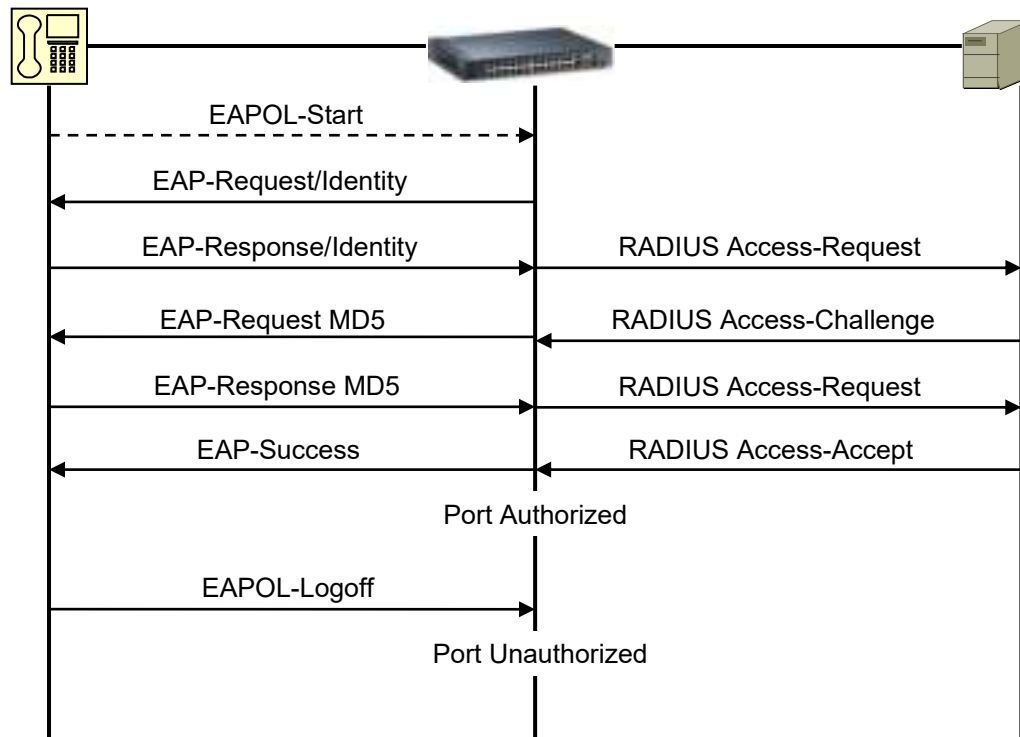 EAPOL-Start
EAP-Request/Identity
EAP-Response/Identity
RADIUS Access-Request
EAP-Request MD5
RADIUS Access-Challenge
EAP-Response MD5
RADIUS Access-Request
EAP-Success
RADIUS Access-Accept
Port Authorized
EAPOL-Logoff
Port Unauthorized